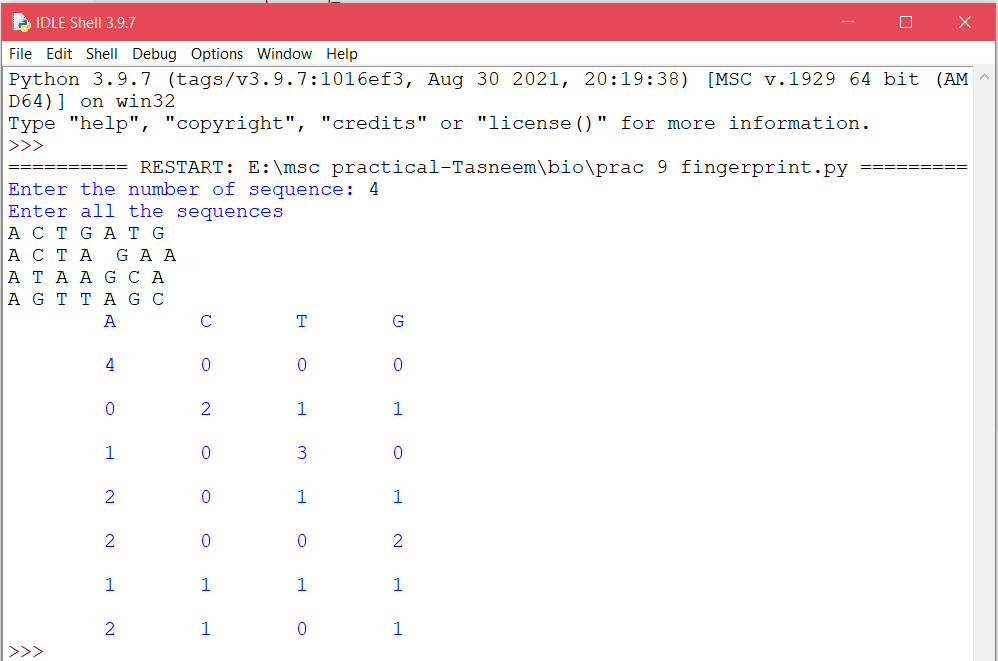 IDLE Shell 3.9.7
File Edit Shell Debug Options Window Help
Python 3.9.7 (tags/v3.9.7:1016ef3, Aug 30 2021, 20:19:38) [MSC v.1929 64 bit (AM
D64)] on win32
Type "help", "copyright", "credits" or "license()" for more information.
>>>
========== RESTART: E:\msc practical-Tasneem\bio\prac 9 fingerprint.py =========
Enter the number of sequence: 4
Enter all the sequences
A C T G A T G
A C T A  G A A
A T A A G C A
A G T T A G C
A C T G
4 0 0 0
0 2 1 1
1 0 3 0
2 0 1 1
2 0 0 2
1 1 1 1
2 1 0 1
>>>